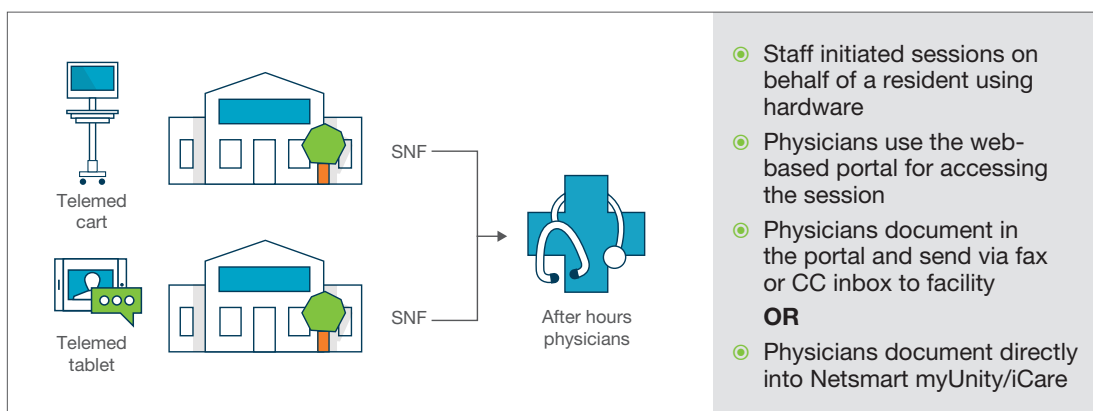 Telemed
cart
SNF
Telemed
tablet
SNF
After hours
physicians
Staff initiated sessions on
behalf of a resident using
hardware
Physicians use the web-
based portal for accessing
the session
Physicians document in
the portal and send via fax
or CC inbox to facility
OR
Physicians document directly
into Netsmart myUnity/iCare